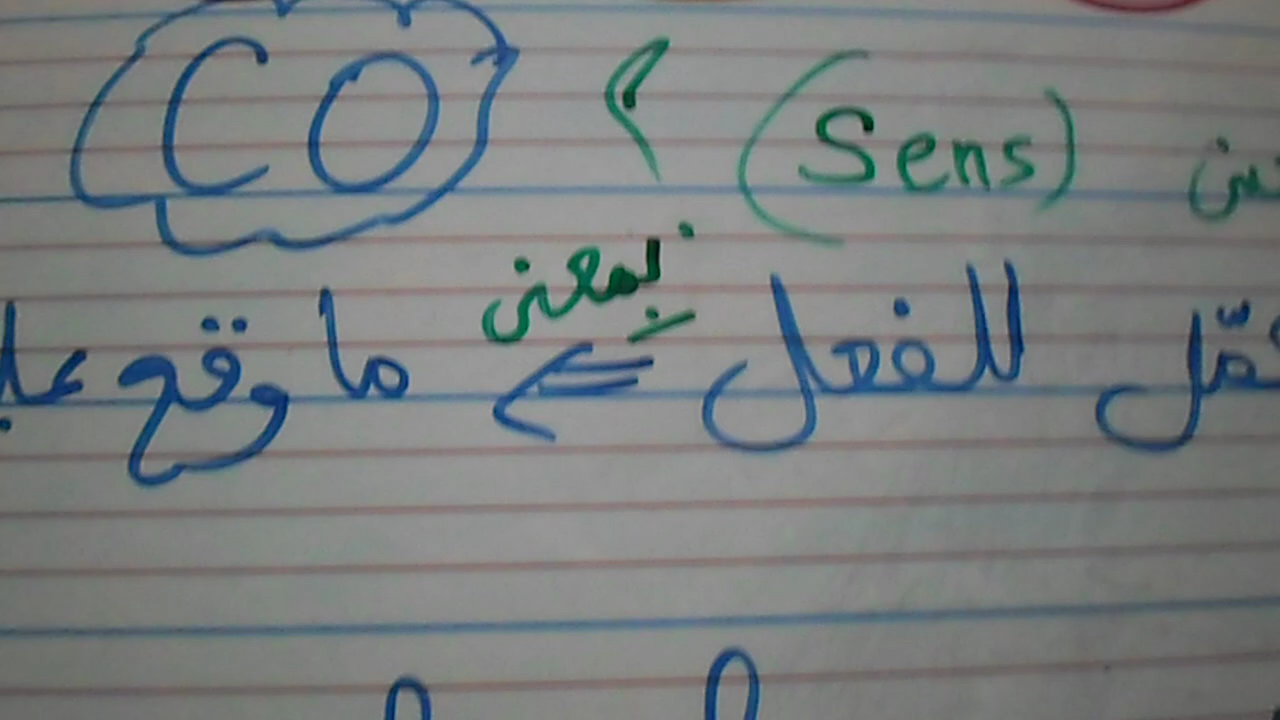 (Sens) ؟ CO
بمعنى
للفعل ⇐ ما وقع